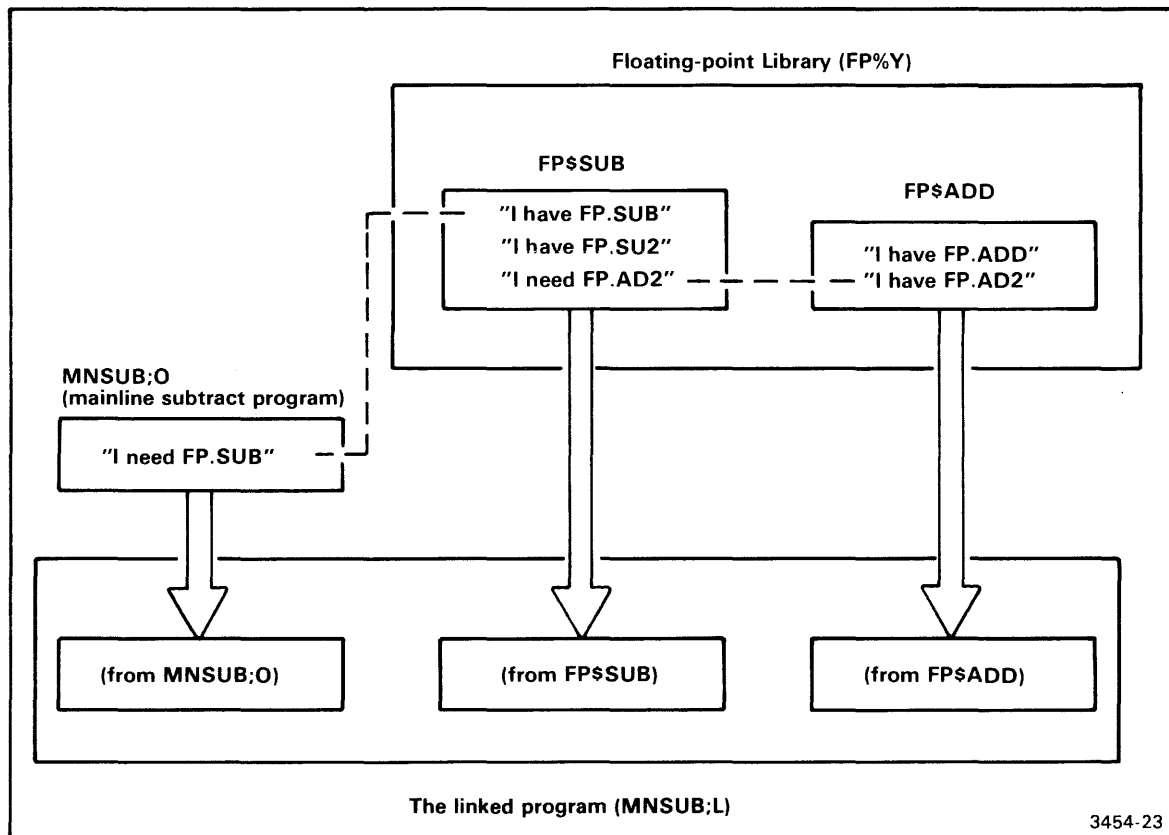 Floating-point Library (FP%Y)
FP$SUB
"I have FP.SUB"
"I have FP.SU2"
"I need FP.AD2"
FP$ADD
"I have FP.ADD"
"I have FP.AD2"
MNSUB;O
(mainline subtract program)
"I need FP.SUB"
(from MNSUB;O)
(from FP$SUB)
(from FP$ADD)
The linked program (MNSUB;L)
3454-23